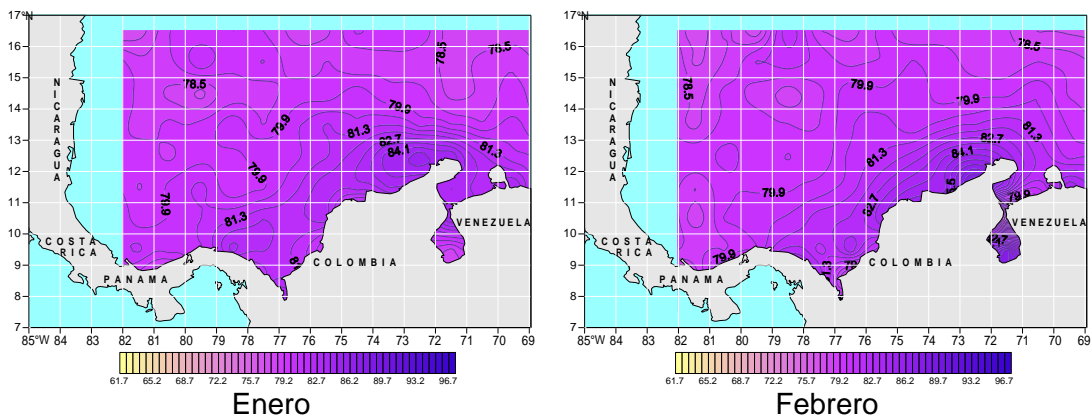 17°N
16
15
14
13
12
11
10
9
8
7
85°W 84 83 82 81 80 79 78 77 76 75 74 73 72 71 70 69
NICARAGUA
COSTA
RICA
PANAMA
COLOMBIA
VENEZUELA
78.5
78.5
78.5
79.9
79.9
81.3
82.7
84.1
79.9
81.3
79.9
81.3
61.7 65.2 68.7 72.2 75.7 79.2 82.7 86.2 89.7 93.2 96.7
Enero
17°N
16
15
14
13
12
11
10
9
8
7
85°W 84 83 82 81 80 79 78 77 76 75 74 73 72 71 70 69
NICARAGUA
COSTA
RICA
PANAMA
COLOMBIA
VENEZUELA
78.5
78.5
79.9
79.9
81.3
82.7
81.3
84.1
79.9
79.9
82.7
79.9
61.7 65.2 68.7 72.2 75.7 79.2 82.7 86.2 89.7 93.2 96.7
Febrero